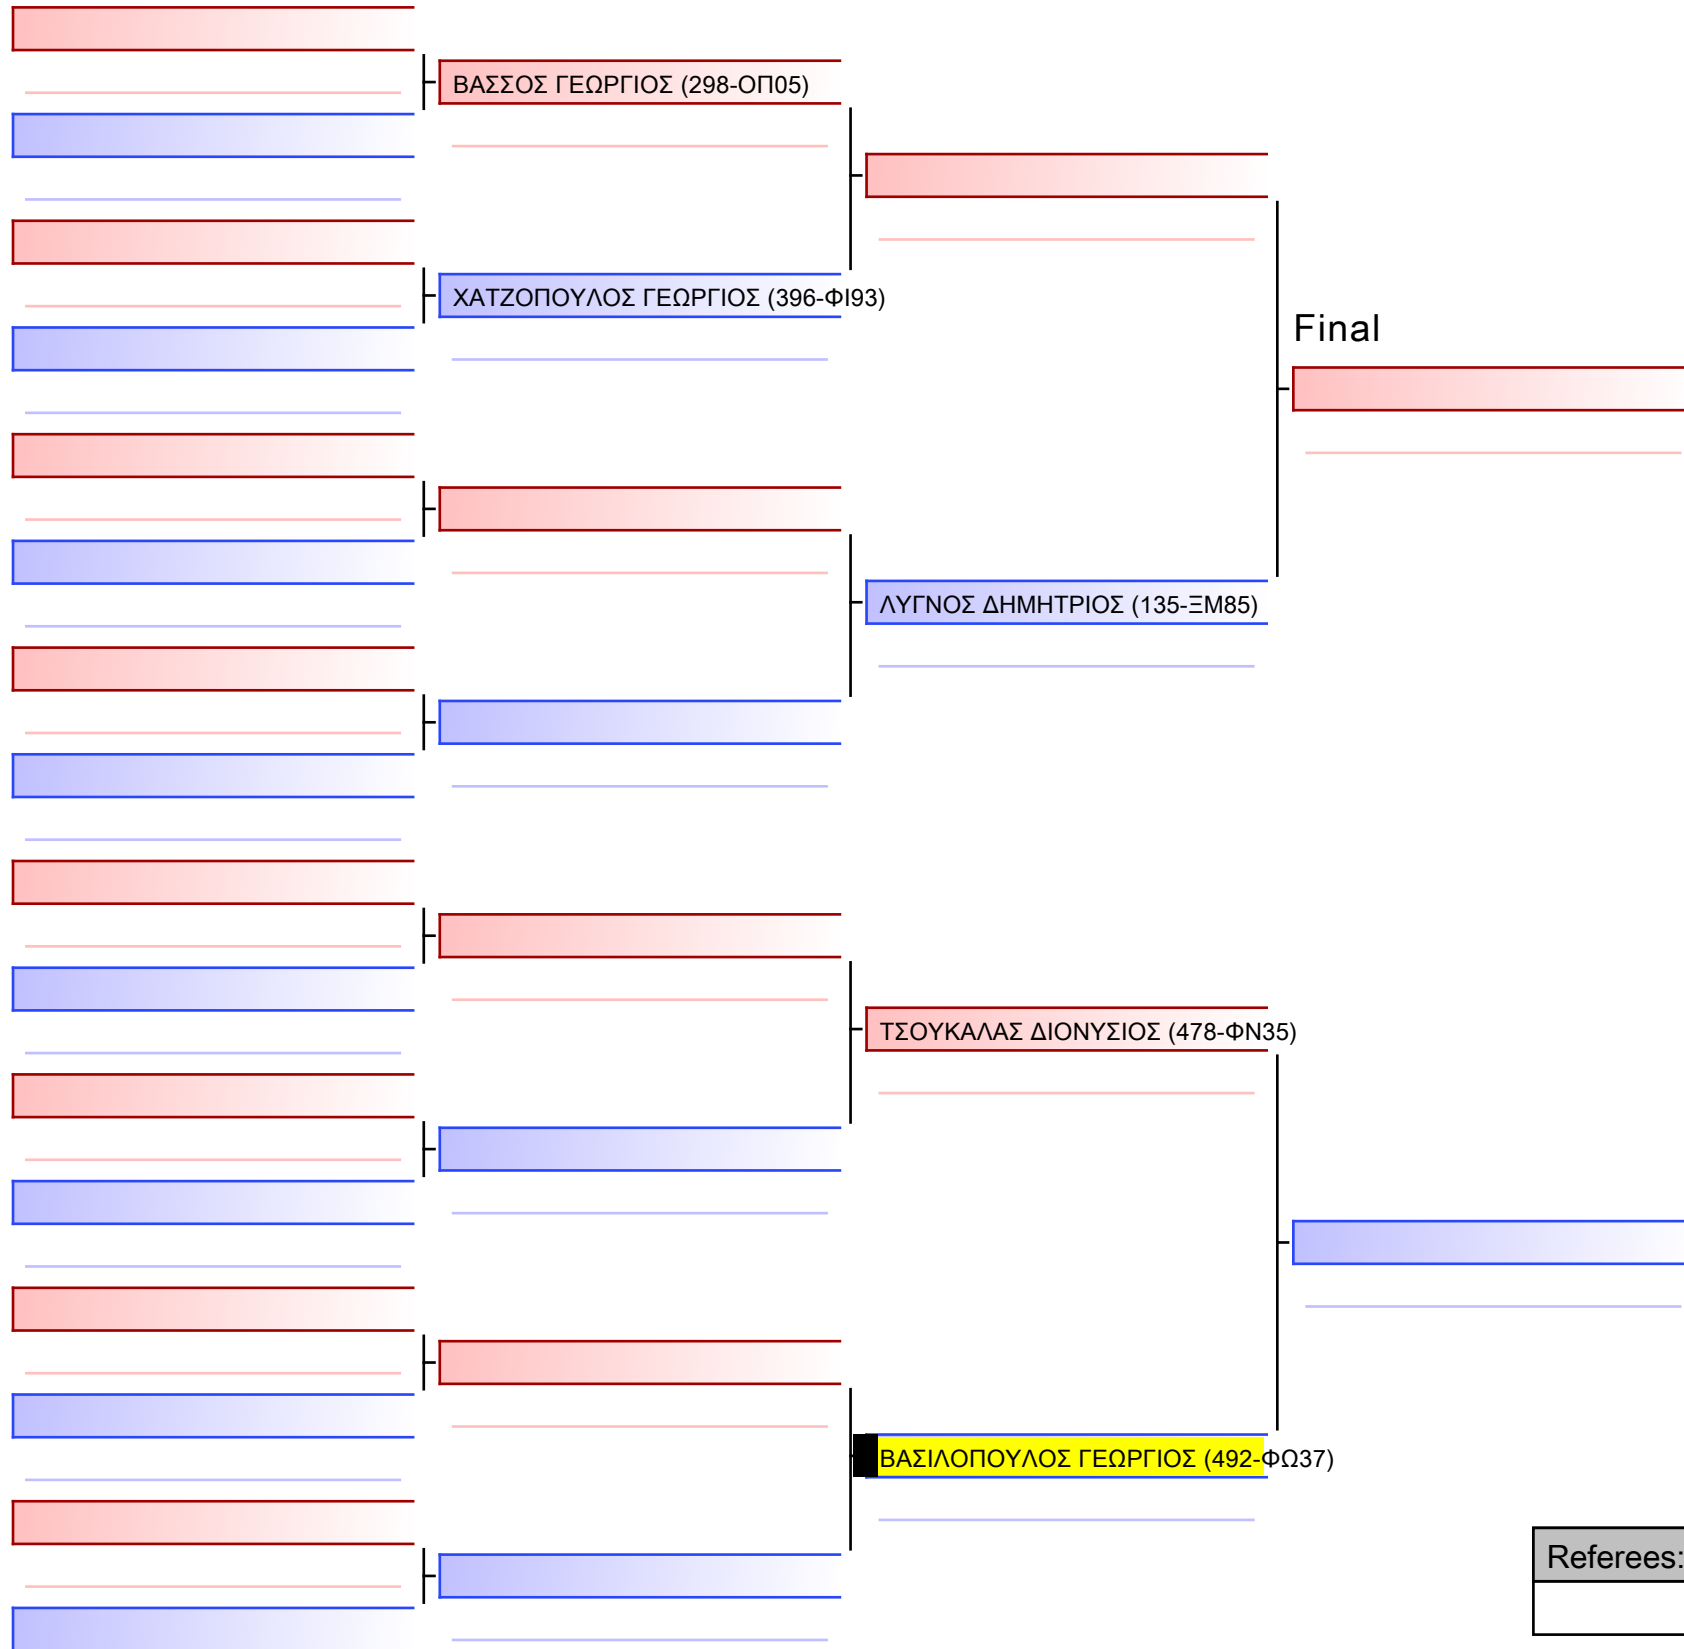 ΒΑΣΣΟΣ ΓΕΩΡΓΙΟΣ (298-ΟΠ05)
ΧΑΤΖΟΠΟΥΛΟΣ ΓΕΩΡΓΙΟΣ (396-ΦΙ93)
Final
ΛΥΓΝΟΣ ΔΗΜΗΤΡΙΟΣ (135-ΞΜ85)
ΤΣΟΥΚΑΛΑΣ ΔΙΟΝΥΣΙΟΣ (478-ΦΝ35)
ΒΑΣΙΛΟΠΟΥΛΟΣ ΓΕΩΡΓΙΟΣ (492-ΦΩ37)
Referees: